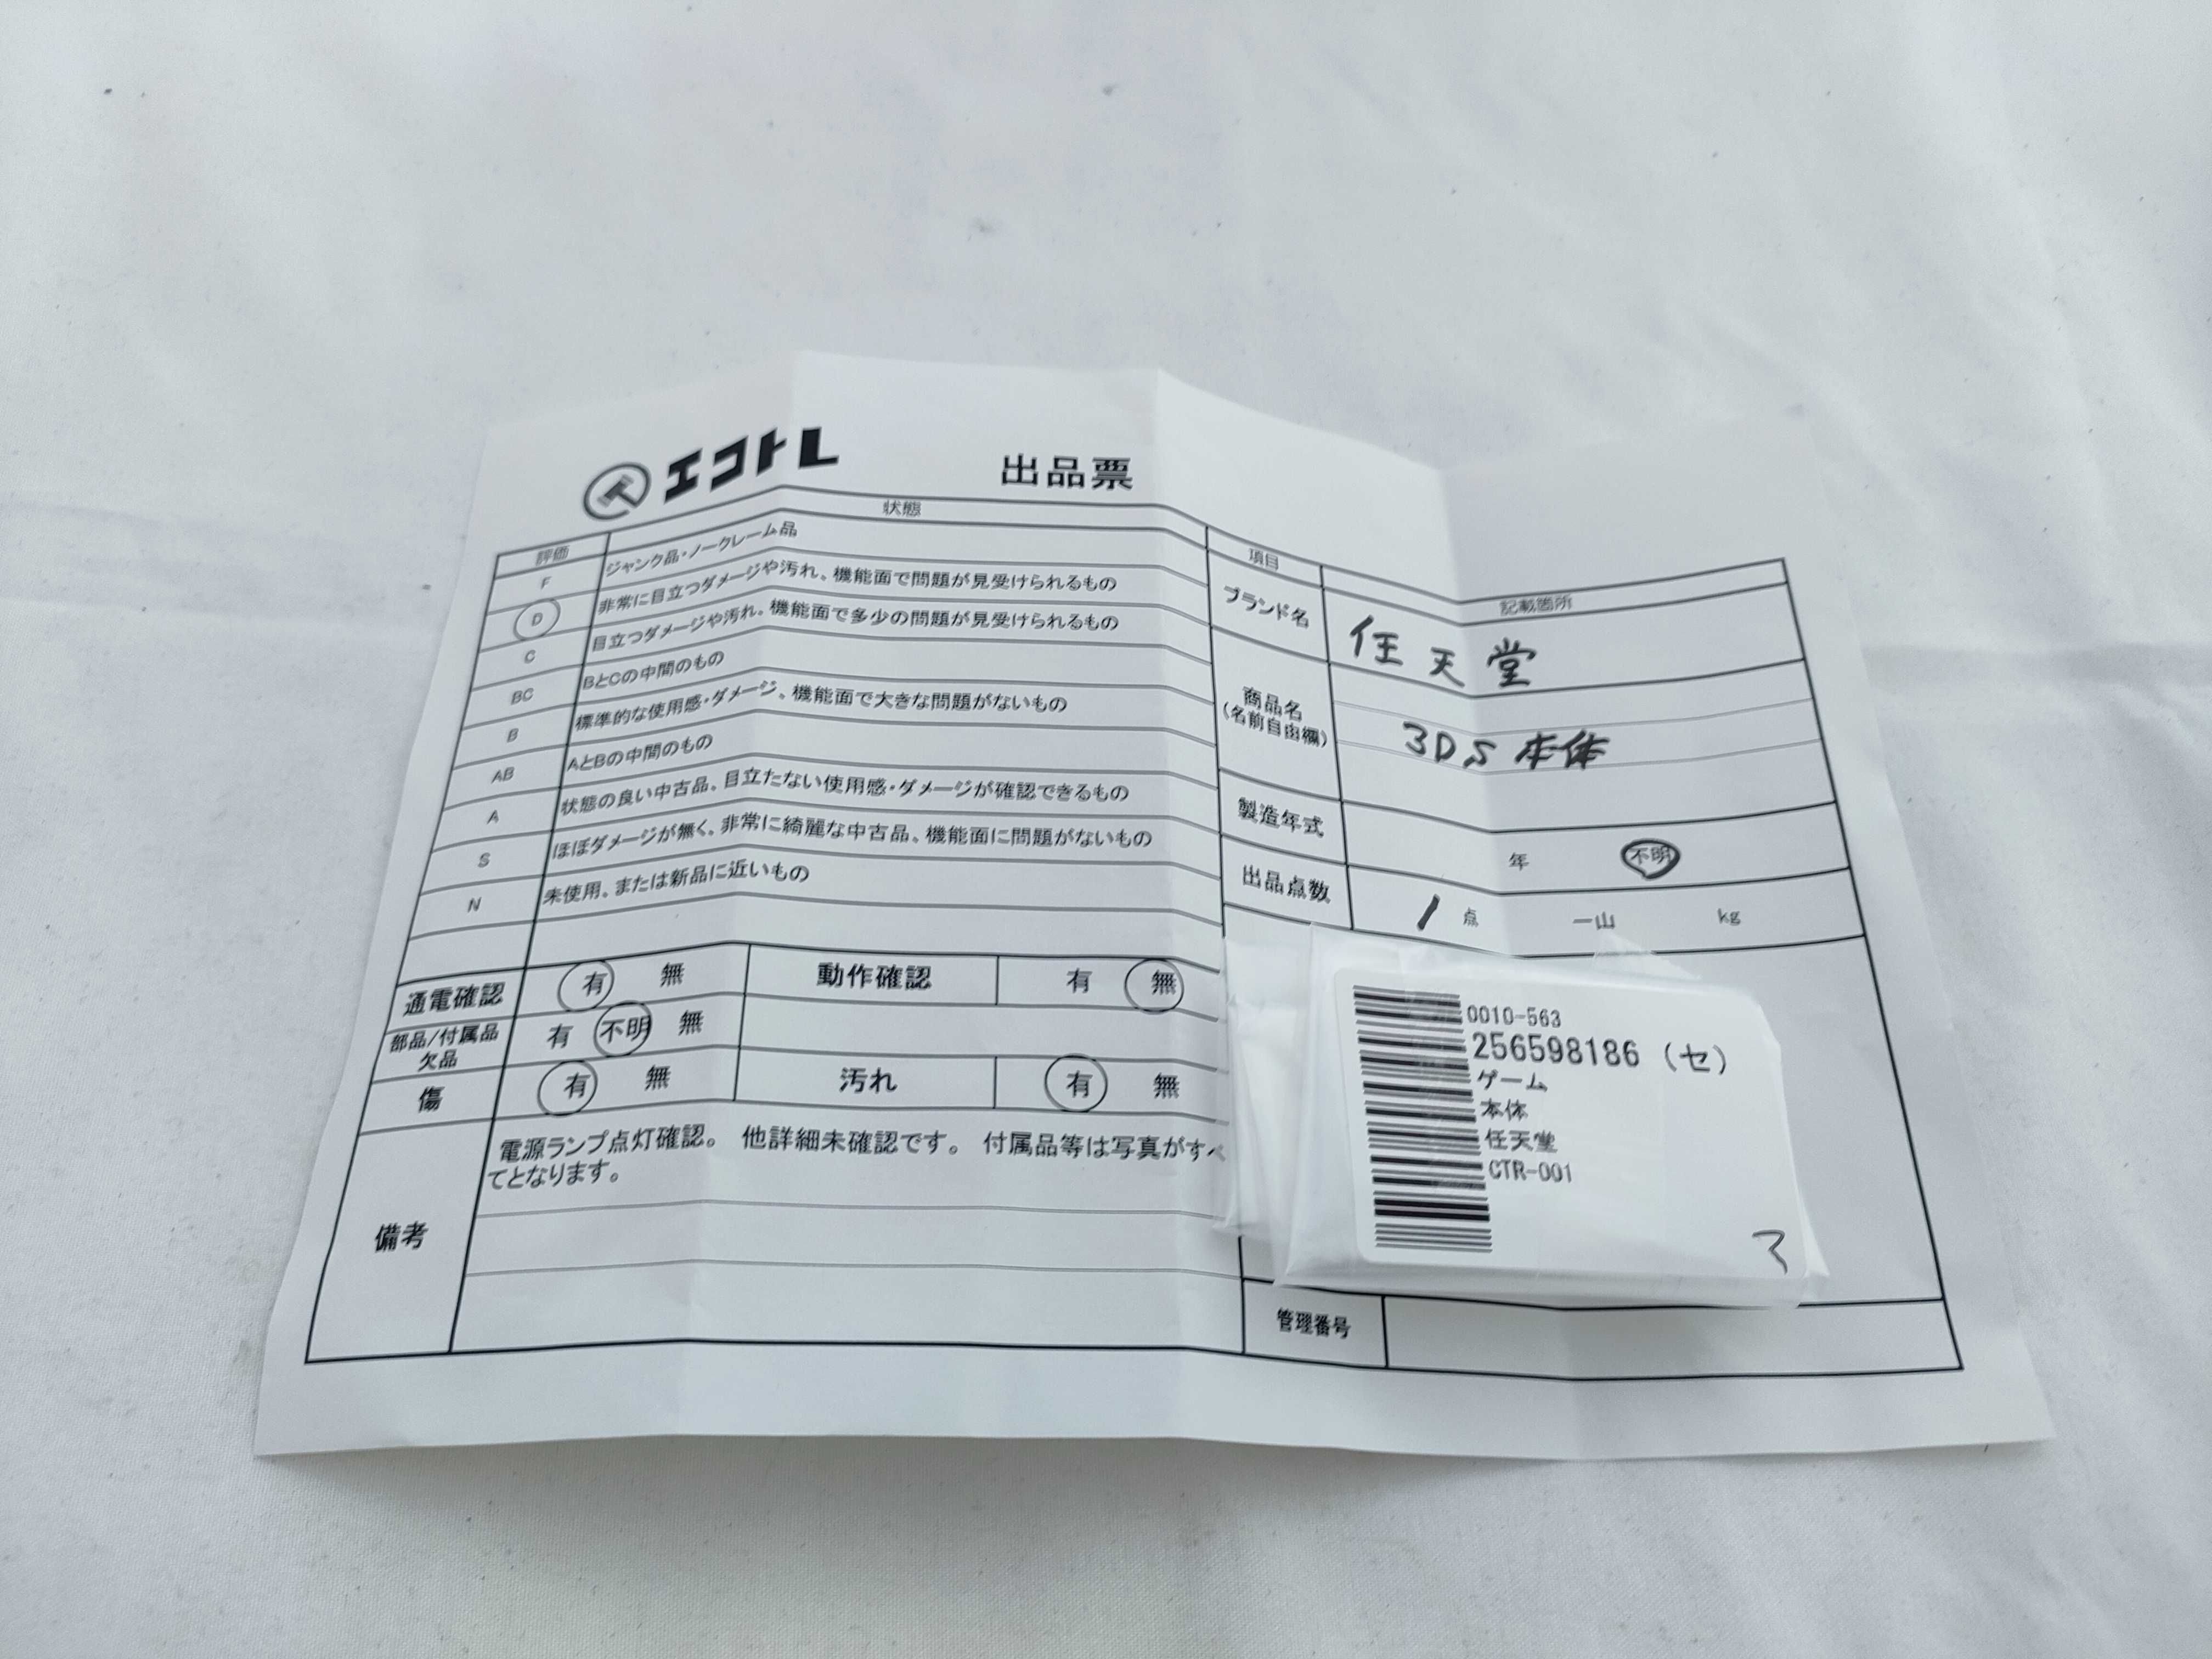 エコトレ
出品票
評価 状態
F ジャンク品・ノークレーム品
D 非常に目立つダメージや汚れ、機能面で問題が見受けられるもの
C 目立つダメージや汚れ。機能面で多少の問題が見受けられるもの
BC BとCの中間のもの
B 標準的な使用感・ダメージ、機能面で大きな問題がないもの
AB AとBの中間のもの
A 状態の良い中古品。目立たない使用感・ダメージが確認できるもの
S ほぼダメージが無く、非常に綺麗な中古品、機能面に問題がないもの
N 未使用。または新品に近いもの
通電確認 有 無 動作確認 有 無
部品/付属品
欠品 有 不明 無
傷 有 無 汚れ 有 無
備考
電源ランプ点灯確認。 他詳細未確認です。 付属品等は写真がすべ
てとなります。
項目 記載箇所
ブランド名 任天堂
商品名
(名前自由欄) 3DS 本体
製造年式 年 不明
出品点数 1 点 一山 kg
0010-563
256598186 (セ)
ゲーム
本体
任天堂
CTR-001
管理番号